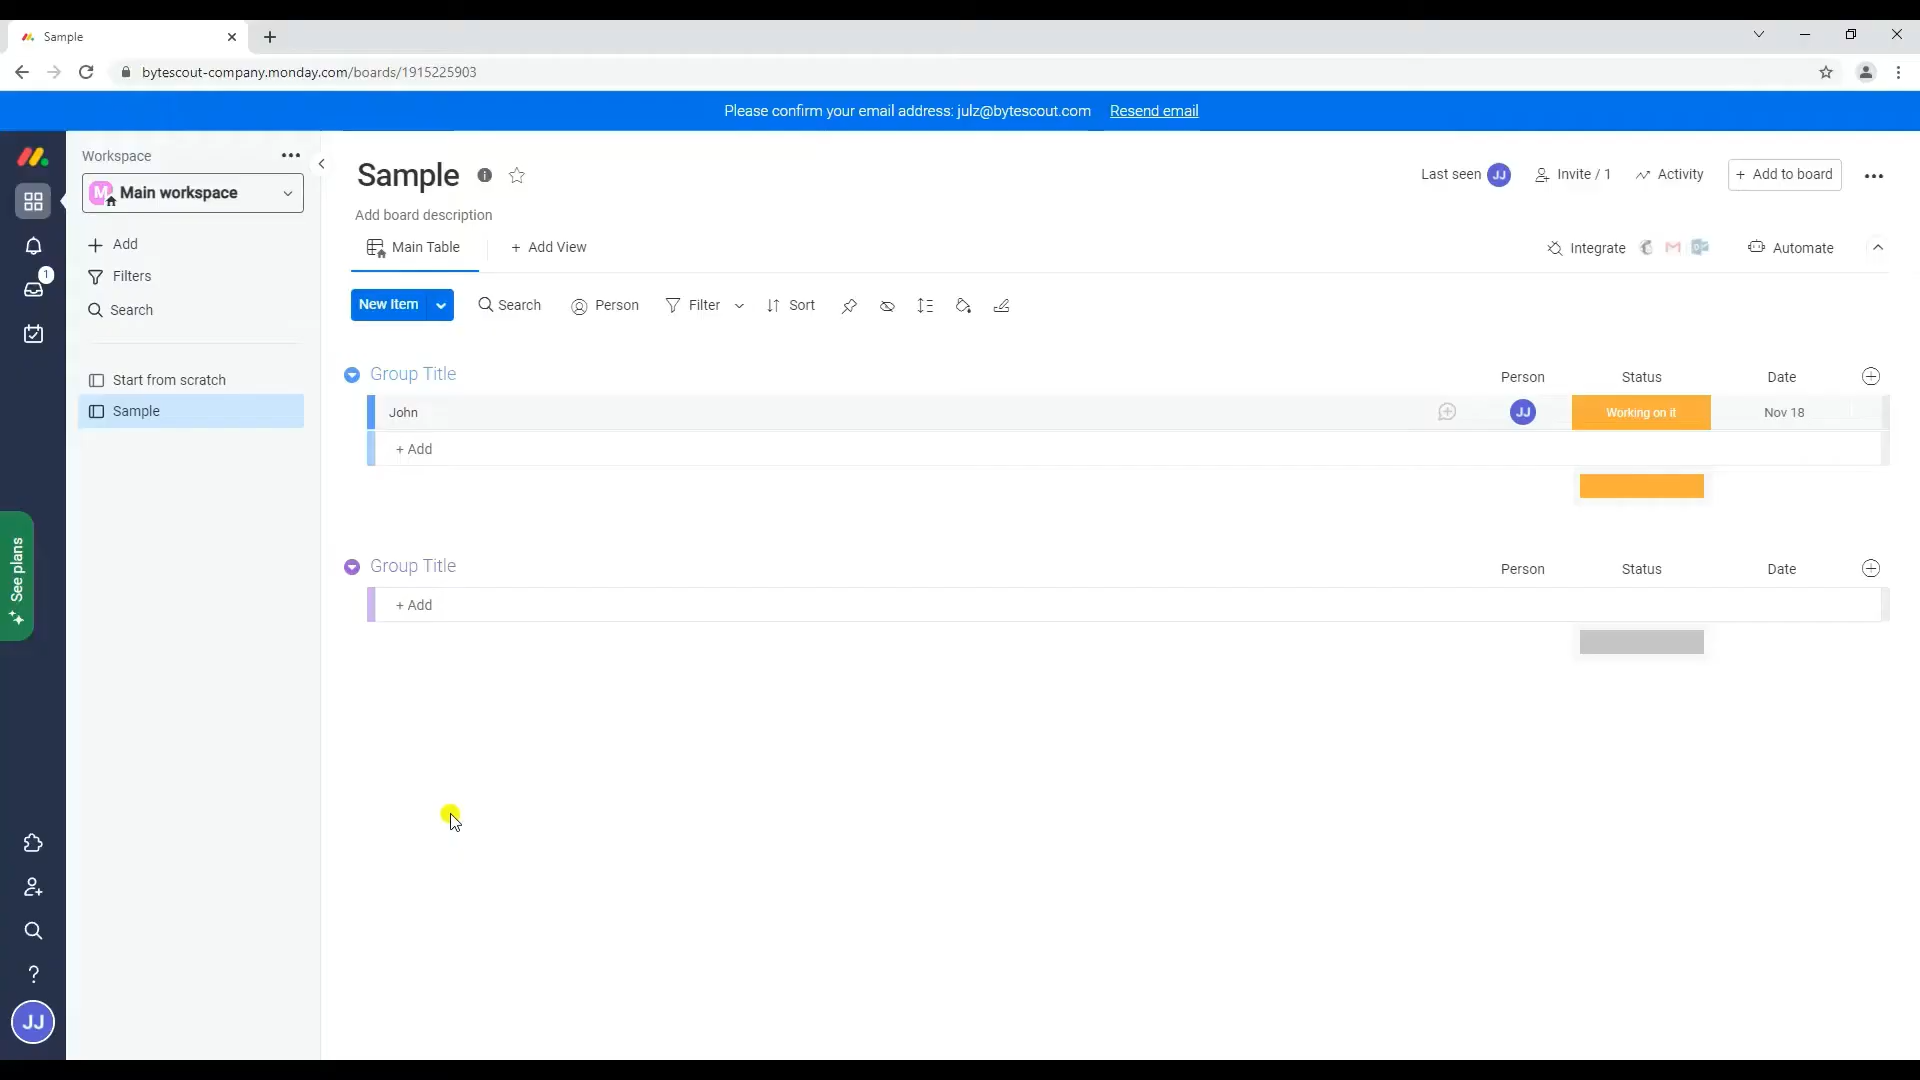 Sample
bytescout-company.monday.com/boards/1915225903
Please confirm your email address: julz@bytescout.com Resend email
Workspace
M Main workspace
Add
Filters
Search
Start from scratch
Sample
See plans
1
JJ
Sample
Last seen JJ Invite / 1 Activity + Add to board
Add board description
Main Table + Add View Integrate Automate
New Item Search Person Filter Sort
Group Title Person Status Date
John JJ Working on it Nov 18
+ Add
Group Title Person Status Date
+ Add